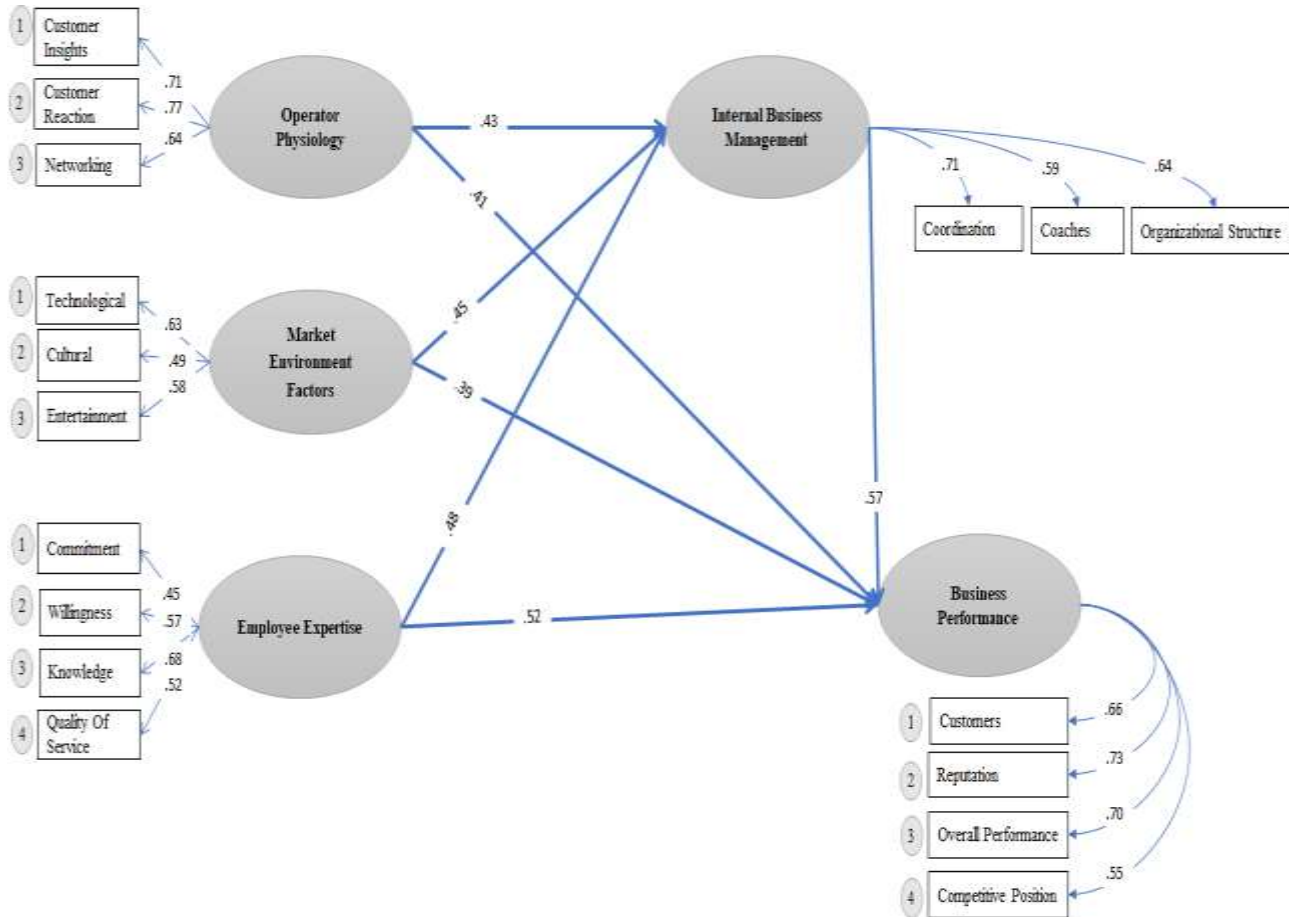 1
Customer
Insights
2
Customer
Reaction
3
Networking
.71
.77
.64
Operator
Physiology
.43
.41
Internal Business
Management
.71
.59
.64
Coordination
Coaches
Organizational Structure
1
Technological
2
Cultural
3
Entertainment
.63
.49
.58
Market
Environment
Factors
.45
.39
1
Commitment
2
Willingness
3
Knowledge
4
Quality Of
Service
.45
.57
.68
.52
Employee Expertise
.48
.52
.57
Business
Performance
1
Customers
.66
2
Reputation
.73
3
Overall Performance
.70
4
Competitive Position
.55